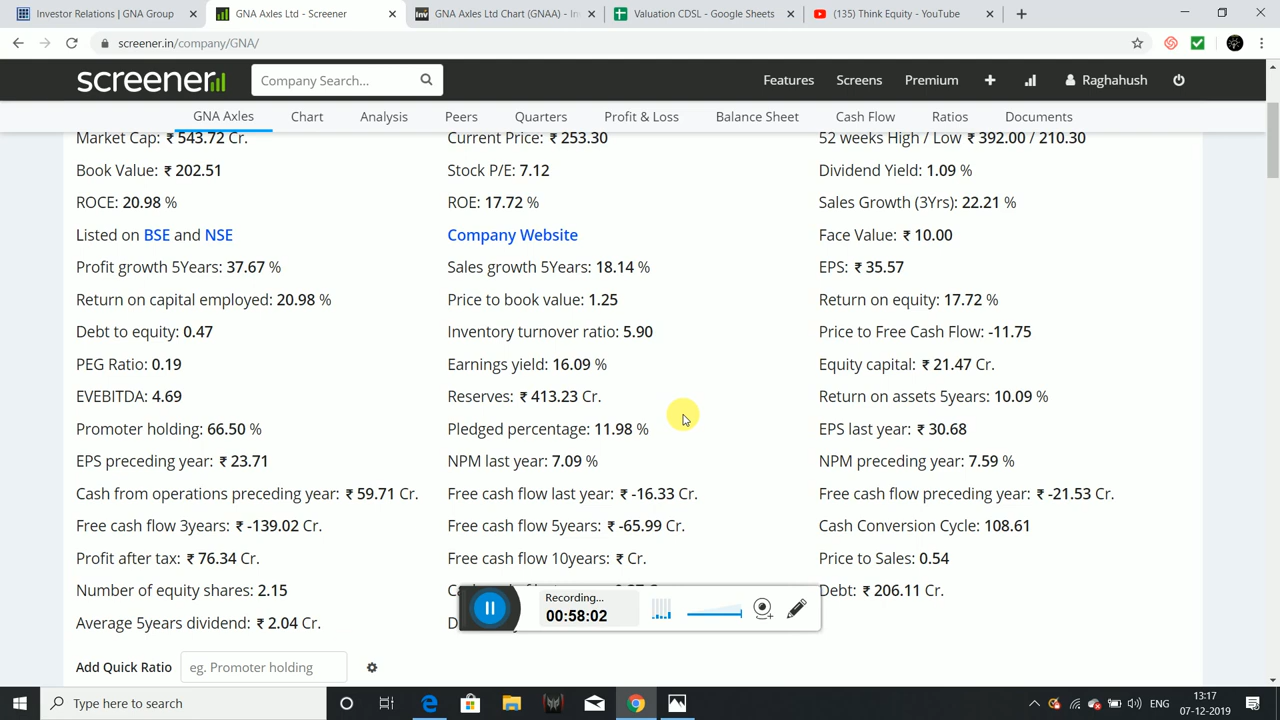 Investor Relations | GNA Group
GNA Axles Ltd - Screener
GNA Axles Ltd Chart (GNAA) - In
Valuation CDSL - Google Sheets
(135) Think Equity - YouTube
screener.in/company/GNA/
screener
Company Search...
Features
Screens
Premium
Raghahush
GNA Axles
Chart
Analysis
Peers
Quarters
Profit & Loss
Balance Sheet
Cash Flow
Ratios
Documents
Market Cap: ₹ 543.72 Cr.
Current Price: ₹ 253.30
52 weeks High / Low ₹ 392.00 / 210.30
Book Value: ₹ 202.51
Stock P/E: 7.12
Dividend Yield: 1.09 %
ROCE: 20.98 %
ROE: 17.72 %
Sales Growth (3Yrs): 22.21 %
Listed on BSE and NSE
Company Website
Face Value: ₹ 10.00
Profit growth 5Years: 37.67 %
Sales growth 5Years: 18.14 %
EPS: ₹ 35.57
Return on capital employed: 20.98 %
Price to book value: 1.25
Return on equity: 17.72 %
Debt to equity: 0.47
Inventory turnover ratio: 5.90
Price to Free Cash Flow: -11.75
PEG Ratio: 0.19
Earnings yield: 16.09 %
Equity capital: ₹ 21.47 Cr.
EVEBITDA: 4.69
Reserves: ₹ 413.23 Cr.
Return on assets 5years: 10.09 %
Promoter holding: 66.50 %
Pledged percentage: 11.98 %
EPS last year: ₹ 30.68
EPS preceding year: ₹ 23.71
NPM last year: 7.09 %
NPM preceding year: 7.59 %
Cash from operations preceding year: ₹ 59.71 Cr.
Free cash flow last year: ₹ -16.33 Cr.
Free cash flow preceding year: ₹ -21.53 Cr.
Free cash flow 3years: ₹ -139.02 Cr.
Free cash flow 5years: ₹ -65.99 Cr.
Cash Conversion Cycle: 108.61
Profit after tax: ₹ 76.34 Cr.
Free cash flow 10years: ₹ Cr.
Price to Sales: 0.54
Number of equity shares: 2.15
Debt: ₹ 206.11 Cr.
Recording...
00:58:02
Average 5years dividend: ₹ 2.04 Cr.
Add Quick Ratio
eg. Promoter holding
Type here to search
ENG
13:17
07-12-2019